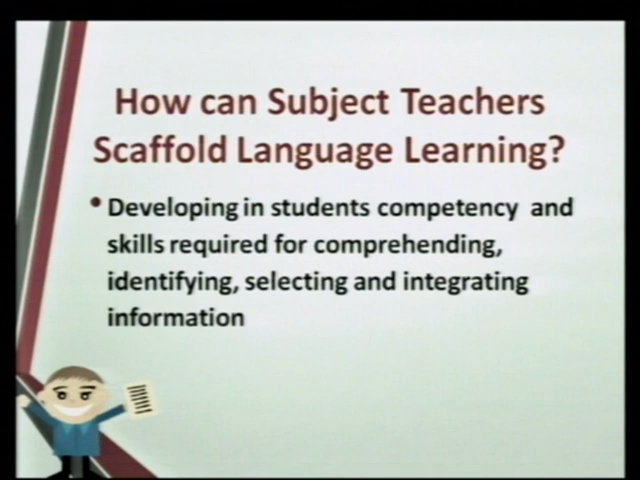 How can Subject Teachers
Scaffold Language Learning?
• Developing in students competency and
skills required for comprehending,
identifying, selecting and integrating
information